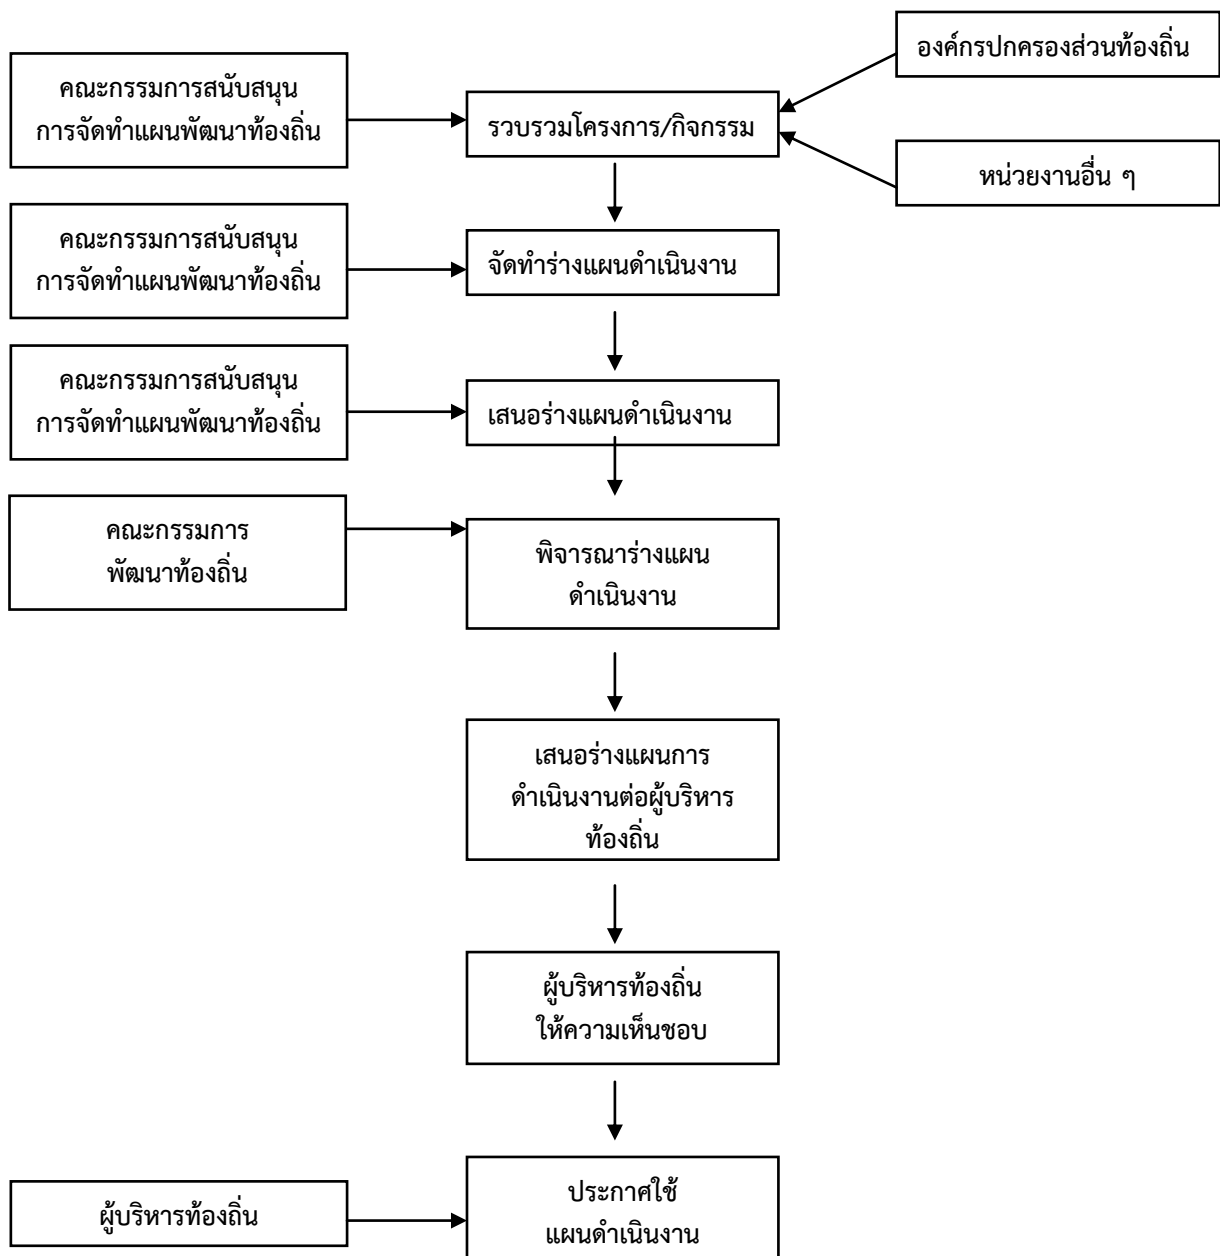 องค์กรปกครองส่วนท้องถิ่น
คณะกรรมการสนับสนุน
การจัดทำแผนพัฒนาท้องถิ่น
รวบรวมโครงการ/กิจกรรม
หน่วยงานอื่น ๆ
คณะกรรมการสนับสนุน
การจัดทำแผนพัฒนาท้องถิ่น
จัดทำร่างแผนดำเนินงาน
คณะกรรมการสนับสนุน
การจัดทำแผนพัฒนาท้องถิ่น
เสนอร่างแผนดำเนินงาน
คณะกรรมการ
พัฒนาท้องถิ่น
พิจารณาร่างแผน
ดำเนินงาน
เสนอร่างแผนการ
ดำเนินงานต่อผู้บริหาร
ท้องถิ่น
ผู้บริหารท้องถิ่น
ให้ความเห็นชอบ
ผู้บริหารท้องถิ่น
ประกาศใช้
แผนดำเนินงาน